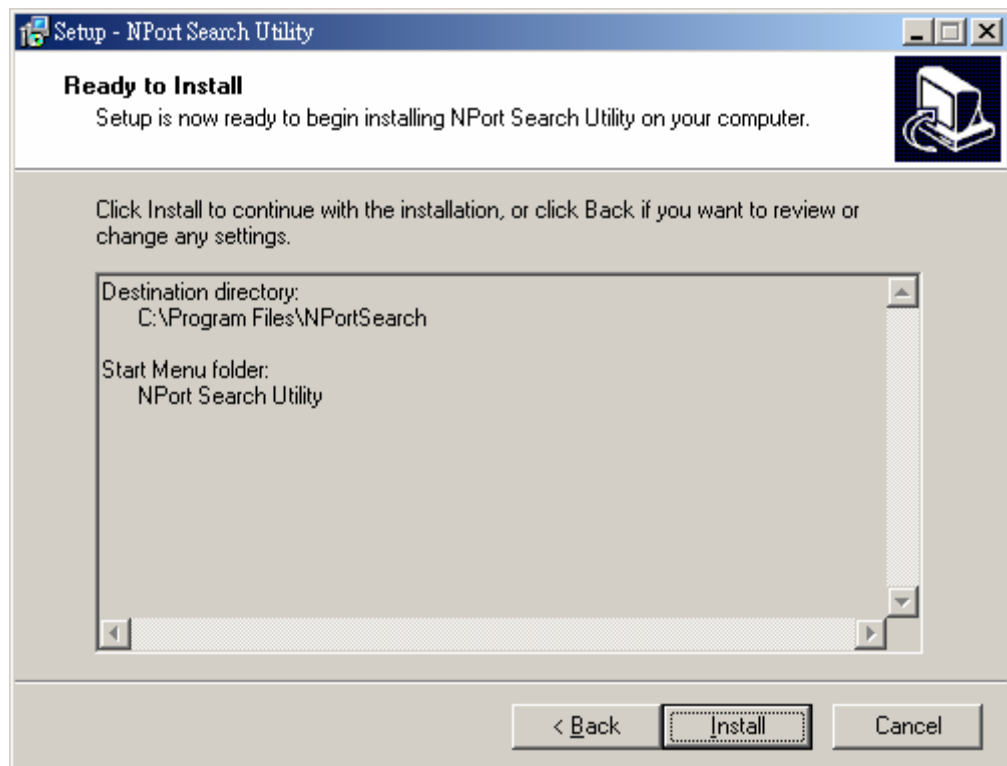 Setup - NPort Search Utility
Ready to Install
Setup is now ready to begin installing NPort Search Utility on your computer.
Click Install to continue with the installation, or click Back if you want to review or
change any settings.
Destination directory:
C:\Program Files\NPortSearch
Start Menu folder:
NPort Search Utility
< Back
Install
Cancel